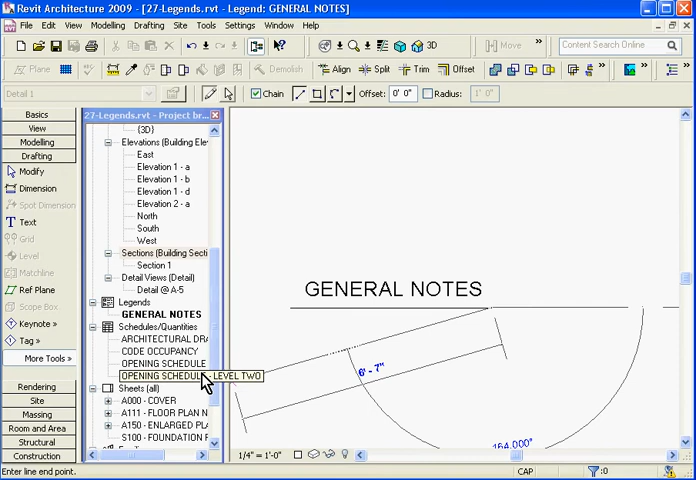 Revit Architecture 2009 - [27-Legends.rvt - Legend: GENERAL NOTES]
File Edit View Modelling Drafting Site Tools Settings Window Help
3D Move Content Search Online
Plane Demolish Align Split Trim Offset
Detail 1 Chain Offset: 0' 0" Radius: 1' 0"
Basics
View
Modelling
Drafting
Modify
Dimension
Spot Dimension
Text
Grid
Level
Matchline
Ref Plane
Scope Box
Keynote »
Tag »
More Tools »
Rendering
Site
Massing
Room and Area
Structural
Construction
27-Legends.rvt - Project br
{3D}
Elevations (Building Ele
East
Elevation 1 - a
Elevation 1 - b
Elevation 1 - d
Elevation 2 - a
North
South
West
Sections (Building Secti
Section 1
Detail Views (Detail)
Detail @ A-5
Legends
GENERAL NOTES
Schedules/Quantities
ARCHITECTURAL DRA
CODE OCCUPANCY
OPENING SCHEDULE
OPENING SCHEDULE - LEVEL TWO
Sheets (all)
A000 - COVER
A111 - FLOOR PLAN N
A150 - ENLARGED PL
S100 - FOUNDATION F
GENERAL NOTES
6' - 7"
164.000°
1/4" = 1'-0"
Enter line end point. CAP :0